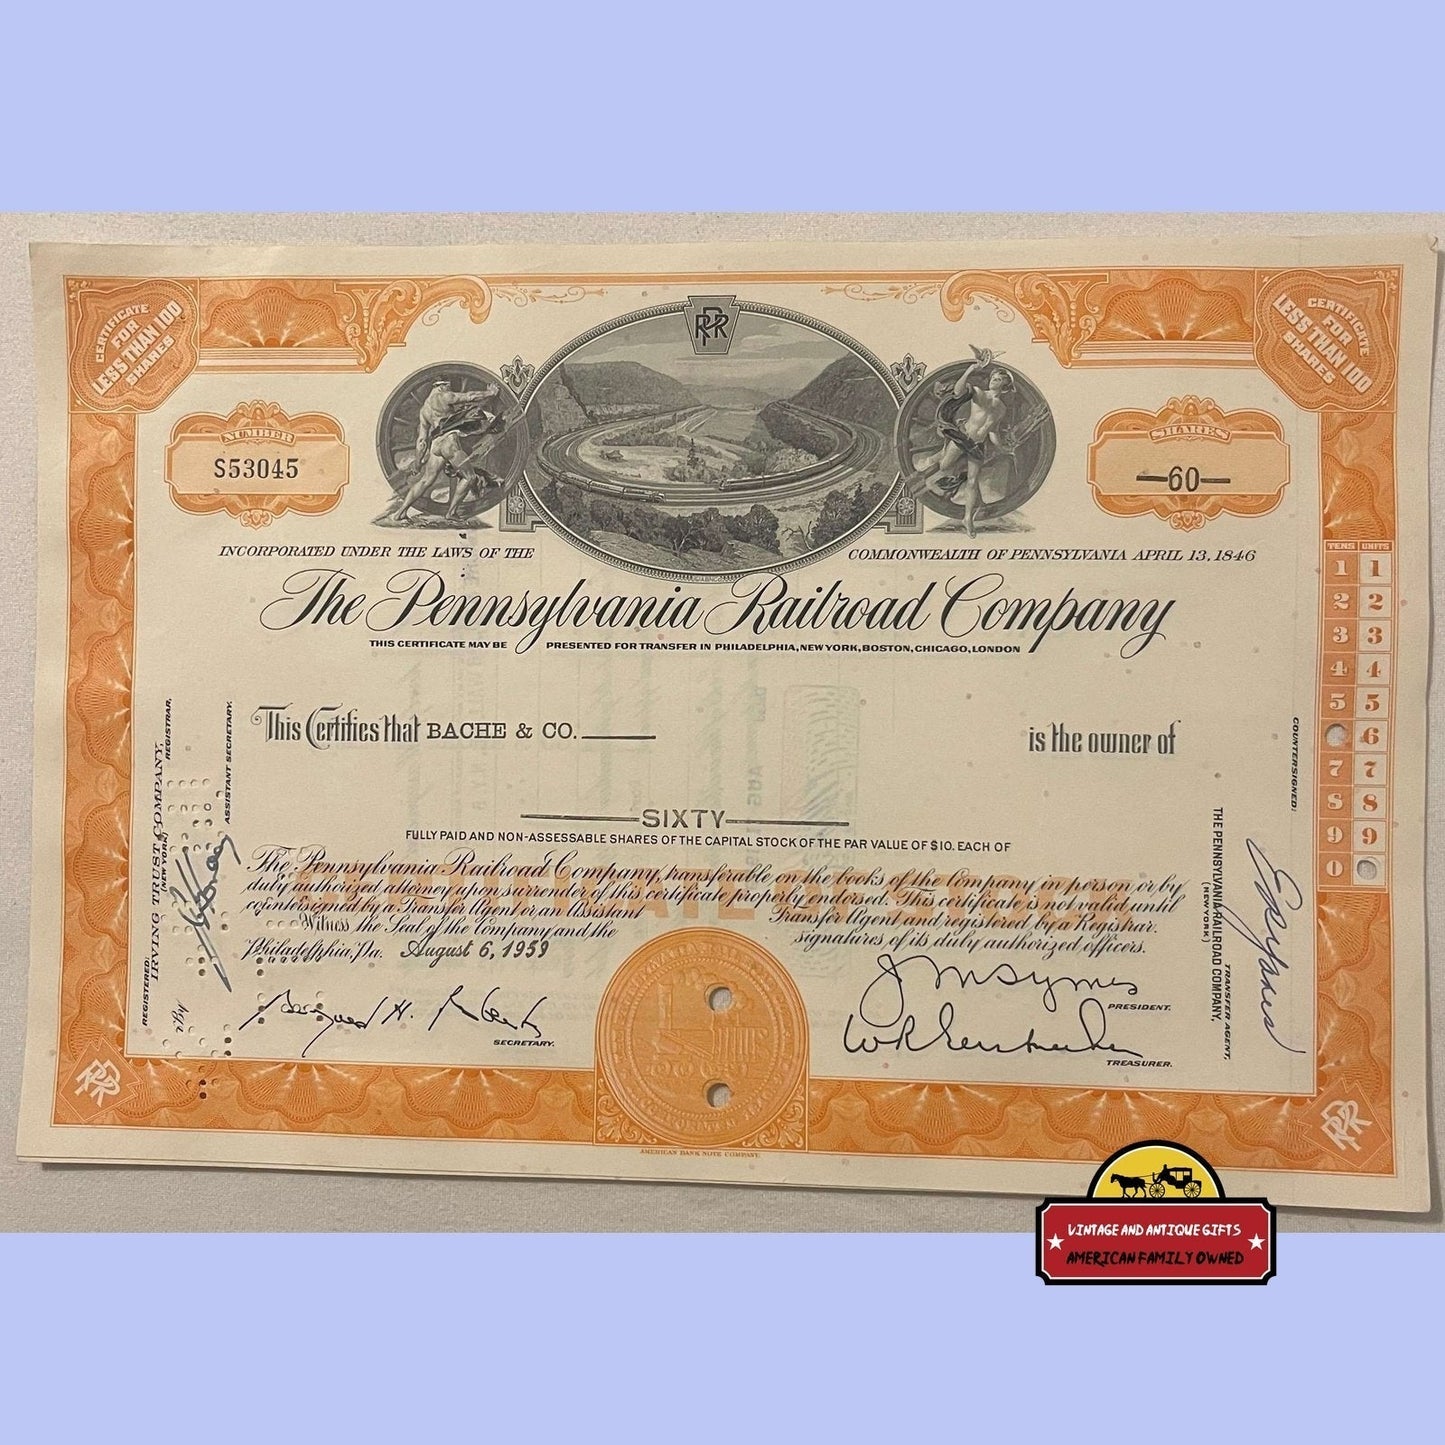 CERTIFICATE
FOR
LESS THAN 100
SHARES
PRR
CERTIFICATE
FOR
LESS THAN 100
SHARES
NUMBER
S53045
SHARES
—60—
INCORPORATED UNDER THE LAWS OF THE COMMONWEALTH OF PENNSYLVANIA APRIL 13, 1846
The Pennsylvania Railroad Company
THIS CERTIFICATE MAY BE PRESENTED FOR TRANSFER IN PHILADELPHIA, NEW YORK, BOSTON, CHICAGO, LONDON
TENS UNITS
1 1
2 2
3 3
4 4
5 5
6
7 7
8 8
9 9
0
This Certifies that BACHE & CO. is the owner of
SIXTY
FULLY PAID AND NON-ASSESSABLE SHARES OF THE CAPITAL STOCK OF THE PAR VALUE OF $10. EACH OF
The Pennsylvania Railroad Company, transferable on the books of the Company in person or by
duly authorized attorney upon surrender of this certificate properly endorsed. This certificate is not valid until
countersigned by a Transfer Agent or an Assistant Transfer Agent and registered by a Registrar.
Witness the Seal of the Company and the signatures of its duly authorized officers.
Philadelphia, Pa. August 6, 1959
J M Symes
PRESIDENT.
SECRETARY.
TREASURER.
REGISTERED:
IRVING TRUST COMPANY,
(NEW YORK)
REGISTRAR,
ASSISTANT SECRETARY.
COUNTERSIGNED:
THE PENNSYLVANIA RAILROAD COMPANY,
(NEW YORK)
TRANSFER AGENT,
PRR
PRR
AMERICAN BANK NOTE COMPANY.
VINTAGE AND ANTIQUE GIFTS
AMERICAN FAMILY OWNED